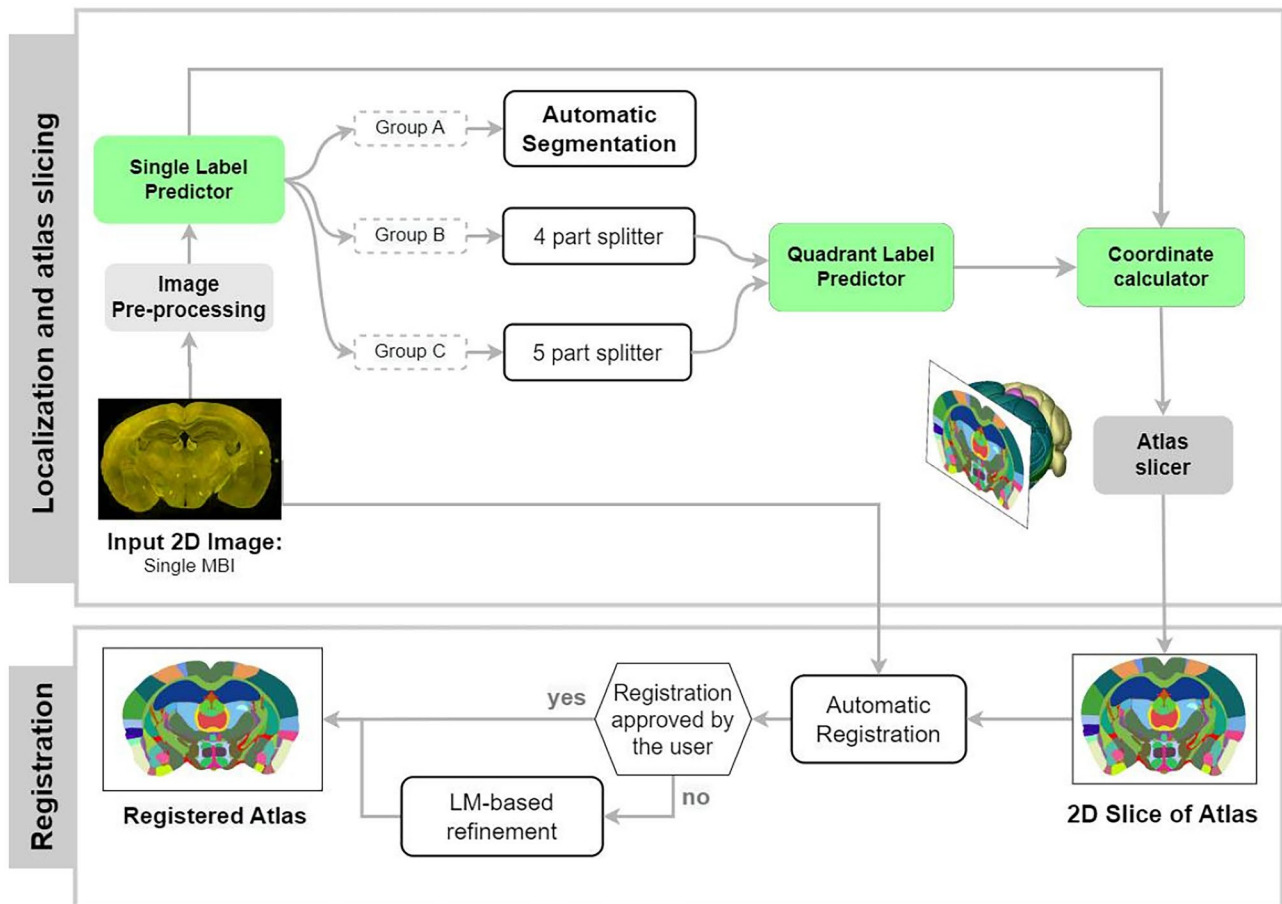 Localization and atlas slicing
Single Label
Predictor
Image
Pre-processing
Input 2D Image:
Single MBI
Group A
Automatic
Segmentation
Group B
4 part splitter
Group C
5 part splitter
Quadrant Label
Predictor
Coordinate
calculator
Atlas
slicer
Registration
Registered Atlas
yes
Registration
approved by
the user
no
LM-based
refinement
Automatic
Registration
2D Slice of Atlas